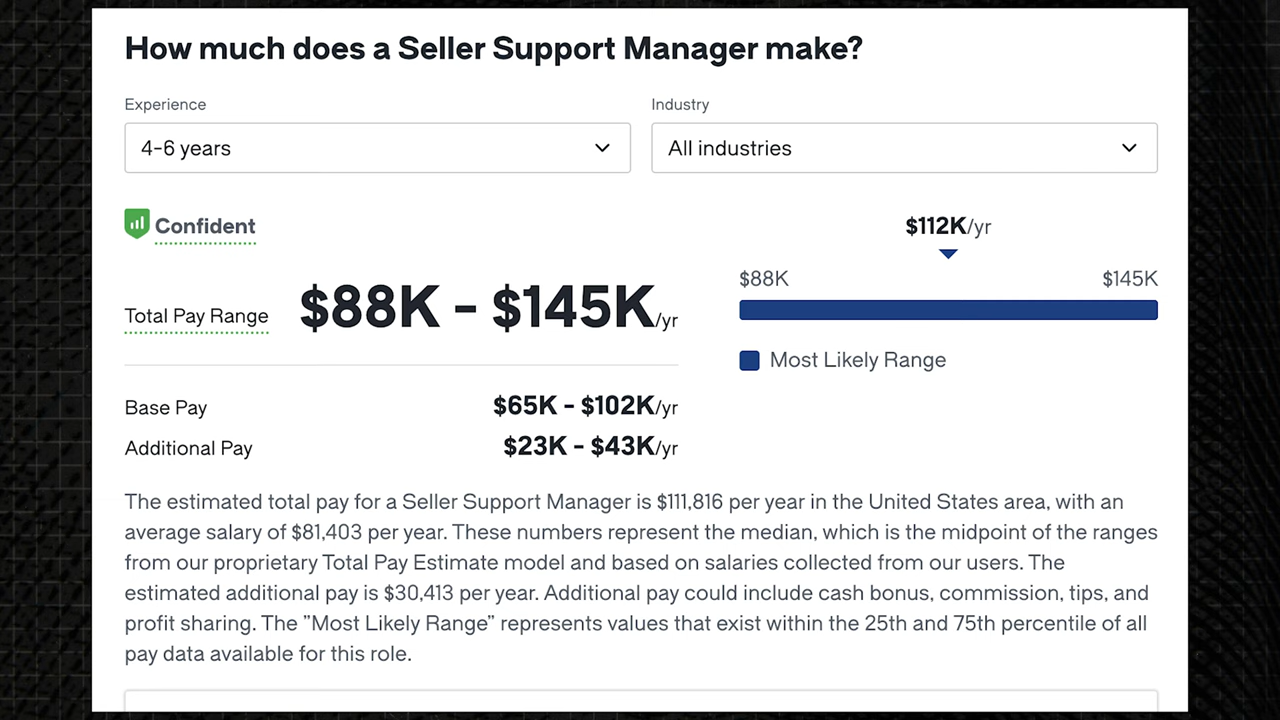 How much does a Seller Support Manager make?
Experience
Industry
4-6 years
All industries
Confident
$112K/yr
$88K
$145K
Total Pay Range
$88K - $145K/yr
Most Likely Range
Base Pay
$65K - $102K/yr
Additional Pay
$23K - $43K/yr
The estimated total pay for a Seller Support Manager is $111,816 per year in the United States area, with an
average salary of $81,403 per year. These numbers represent the median, which is the midpoint of the ranges
from our proprietary Total Pay Estimate model and based on salaries collected from our users. The
estimated additional pay is $30,413 per year. Additional pay could include cash bonus, commission, tips, and
profit sharing. The ”Most Likely Range” represents values that exist within the 25th and 75th percentile of all
pay data available for this role.